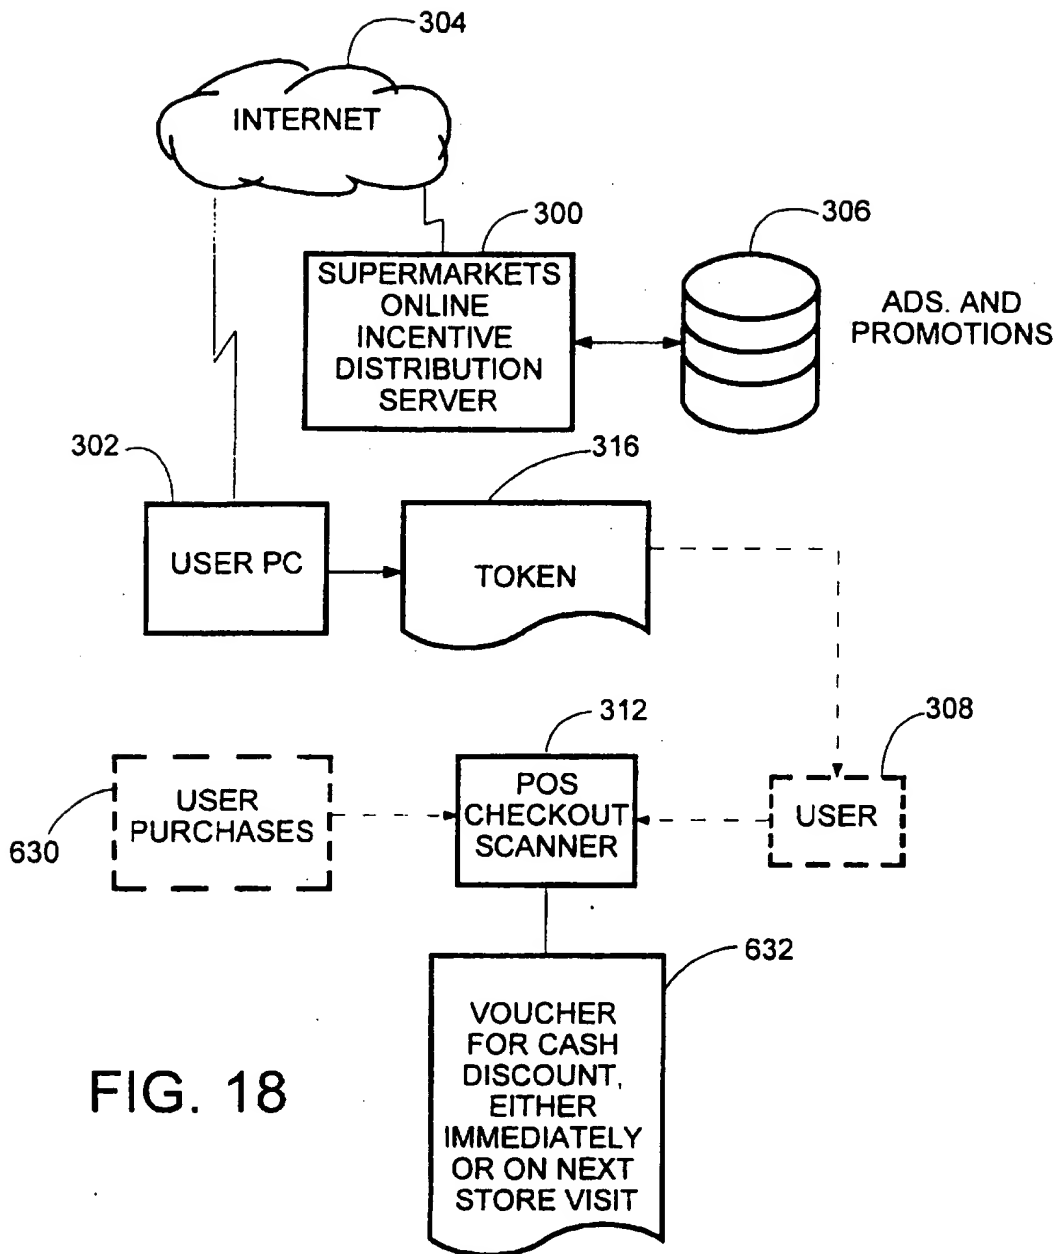 304
INTERNET
300
306
SUPERMARKETS
ONLINE
INCENTIVE
DISTRIBUTION
SERVER
ADS. AND
PROMOTIONS
302
316
USER PC
TOKEN
312
308
USER
PURCHASES
POS
CHECKOUT
SCANNER
USER
630
632
VOUCHER
FOR CASH
DISCOUNT,
EITHER
IMMEDIATELY
OR ON NEXT
STORE VISIT
FIG. 18